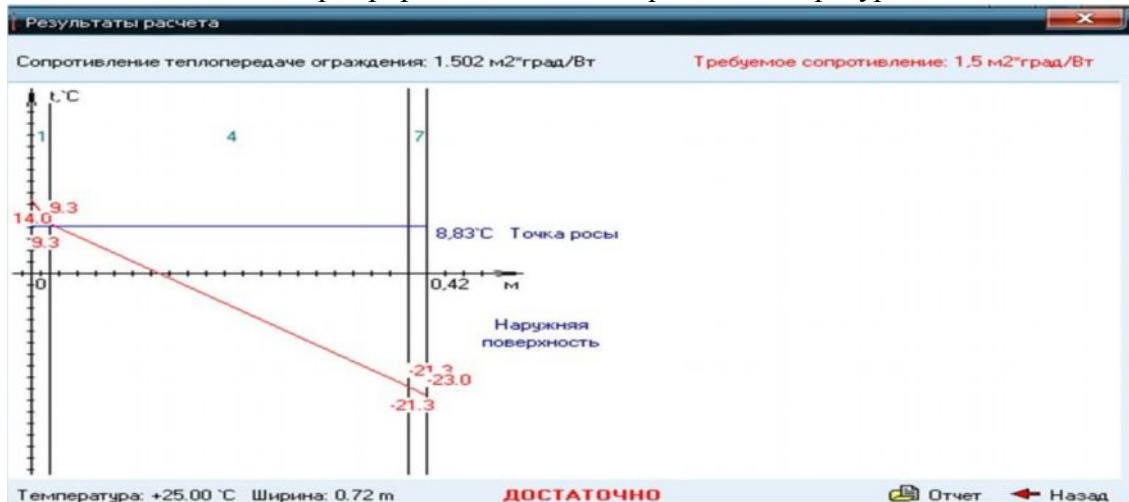 Результаты расчета
Сопротивление теплопередаче ограждения: 1.502 м2*град/Вт
Требуемое сопротивление: 1,5 м2*град/Вт
t,°C
1
4
7
9.3
14.0
9.3
8,83°C Точка росы
0
0,42 м
Наружняя
поверхность
-21.3
-23.0
-21.3
Температура: +25.00 °C Ширина: 0.72 m
ДОСТАТОЧНО
Отчет
Назад